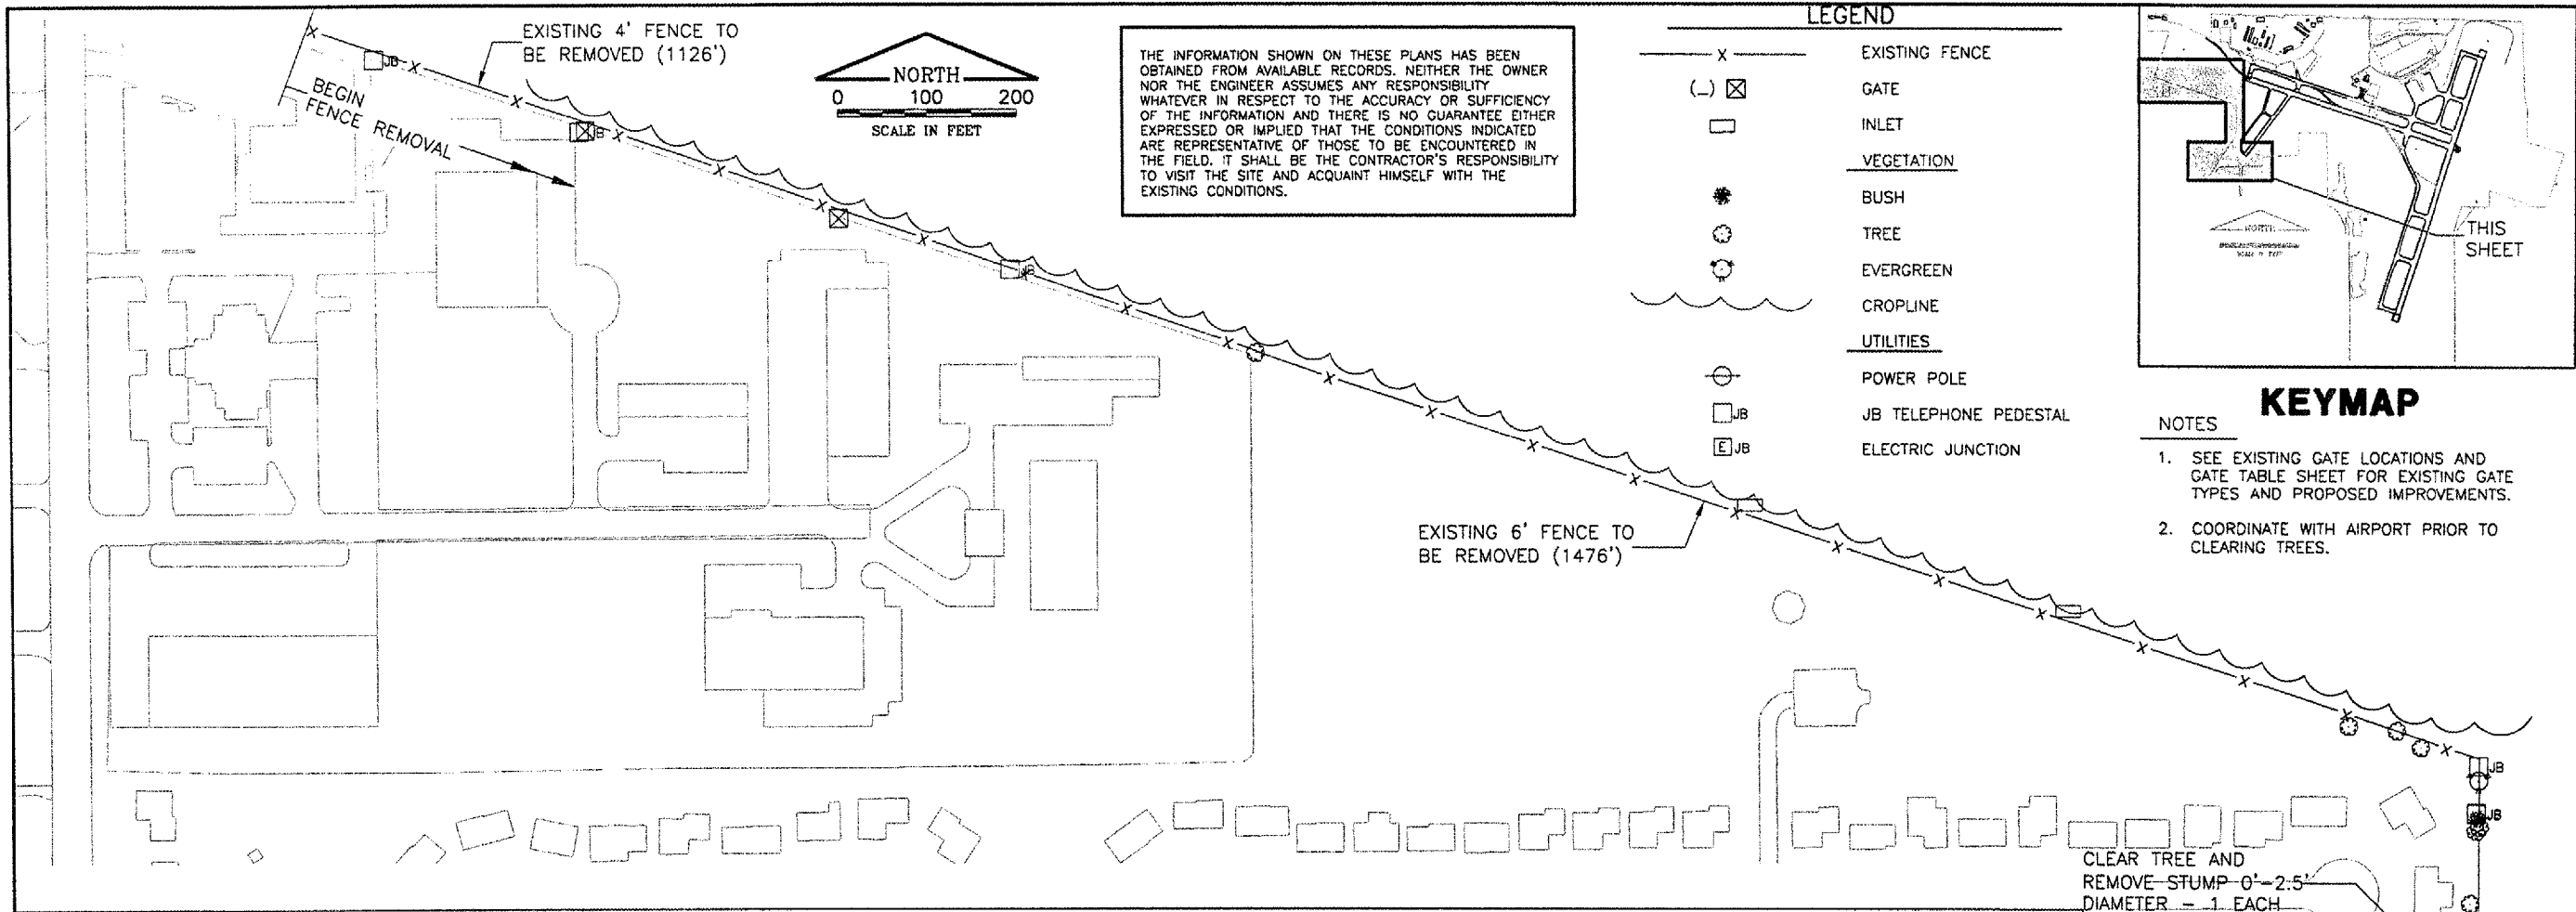 EXISTING 4' FENCE TO
BE REMOVED (1126')
JB
BEGIN
FENCE REMOVAL
B
NORTH
0 100 200
SCALE IN FEET
THE INFORMATION SHOWN ON THESE PLANS HAS BEEN
OBTAINED FROM AVAILABLE RECORDS. NEITHER THE OWNER
NOR THE ENGINEER ASSUMES ANY RESPONSIBILITY
WHATEVER IN RESPECT TO THE ACCURACY OR SUFFICIENCY
OF THE INFORMATION AND THERE IS NO GUARANTEE EITHER
EXPRESSED OR IMPLIED THAT THE CONDITIONS INDICATED
ARE REPRESENTATIVE OF THOSE TO BE ENCOUNTERED IN
THE FIELD. IT SHALL BE THE CONTRACTOR'S RESPONSIBILITY
TO VISIT THE SITE AND ACQUAINT HIMSELF WITH THE
EXISTING CONDITIONS.
LEGEND
EXISTING FENCE
GATE
INLET
VEGETATION
BUSH
TREE
EVERGREEN
CROPLINE
UTILITIES
POWER POLE
JB JB TELEPHONE PEDESTAL
E JB ELECTRIC JUNCTION
NORTH
THIS
SHEET
KEYMAP
NOTES
1. SEE EXISTING GATE LOCATIONS AND
GATE TABLE SHEET FOR EXISTING GATE
TYPES AND PROPOSED IMPROVEMENTS.
2. COORDINATE WITH AIRPORT PRIOR TO
CLEARING TREES.
JB
EXISTING 6' FENCE TO
BE REMOVED (1476')
JB
JB
CLEAR TREE AND
REMOVE STUMP 0'-2.5'
DIAMETER - 1 EACH